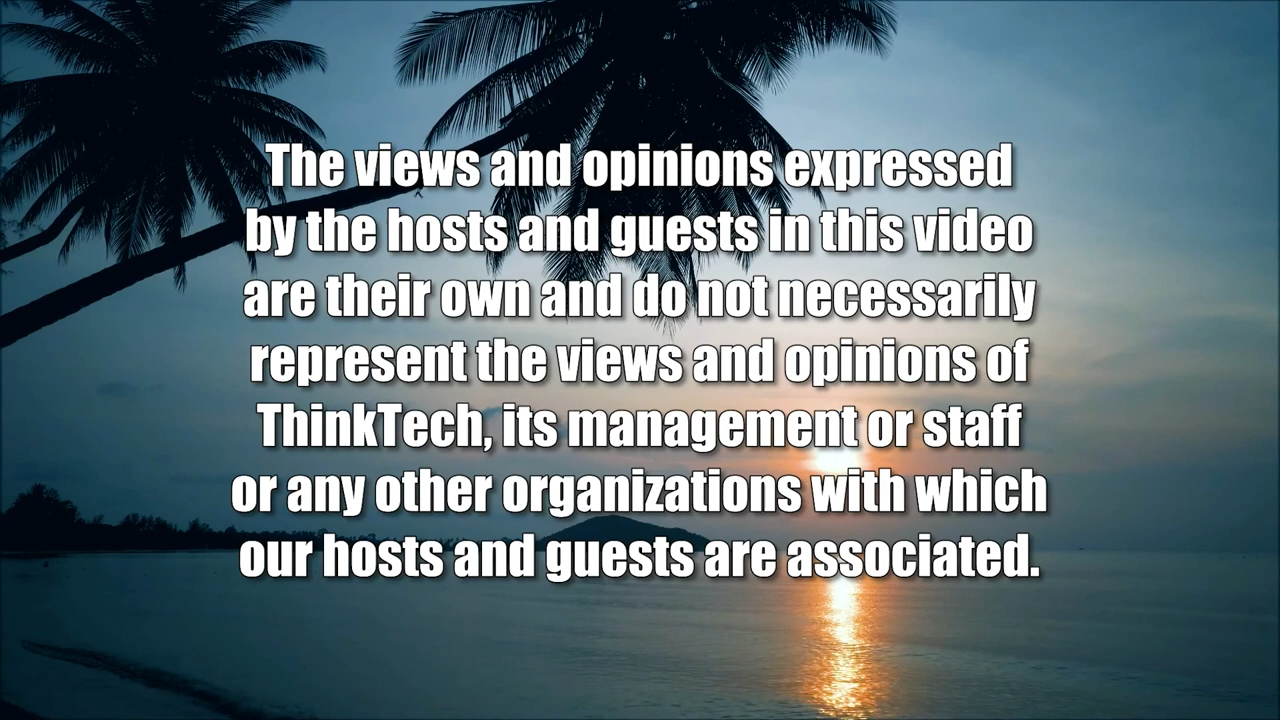 The views and opinions expressed
by the hosts and guests in this video
are their own and do not necessarily
represent the views and opinions of
ThinkTech, its management or staff
or any other organizations with which
our hosts and guests are associated.